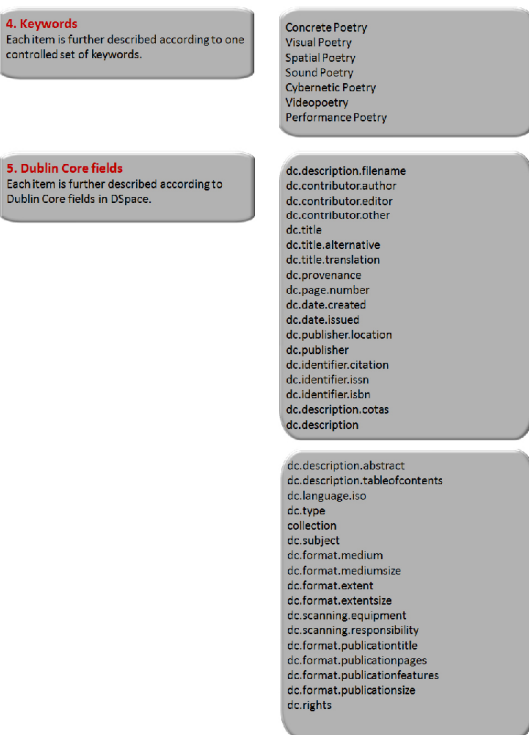 4. Keywords
Each item is further described according to one
controlled set of keywords.
Concrete Poetry
Visual Poetry
Spatial Poetry
Sound Poetry
Cybernetic Poetry
Videopoetry
Performance Poetry
5. Dublin Core fields
Each item is further described according to
Dublin Core fields in DSpace.
dc.description.filename
dc.contributor.author
dc.contributor.editor
dc.contributor.other
dc.title
dc.title.alternative
dc.title.translation
dc.provenance
dc.page.number
dc.date.created
dc.date.issued
dc.publisher.location
dc.publisher
dc.identifier.citation
dc.identifier.issn
dc.identifier.isbn
dc.description.cotas
dc.description
dc.description.abstract
dc.description.tableofcontents
dc.language.iso
dc.type
collection
dc.subject
dc.format.medium
dc.format.mediumsize
dc.format.extent
dc.format.extentsize
dc.scanning.equipment
dc.scanning.responsibility
dc.format.publicationtitle
dc.format.publicationpages
dc.format.publicationfeatures
dc.format.publicationsize
dc.rights